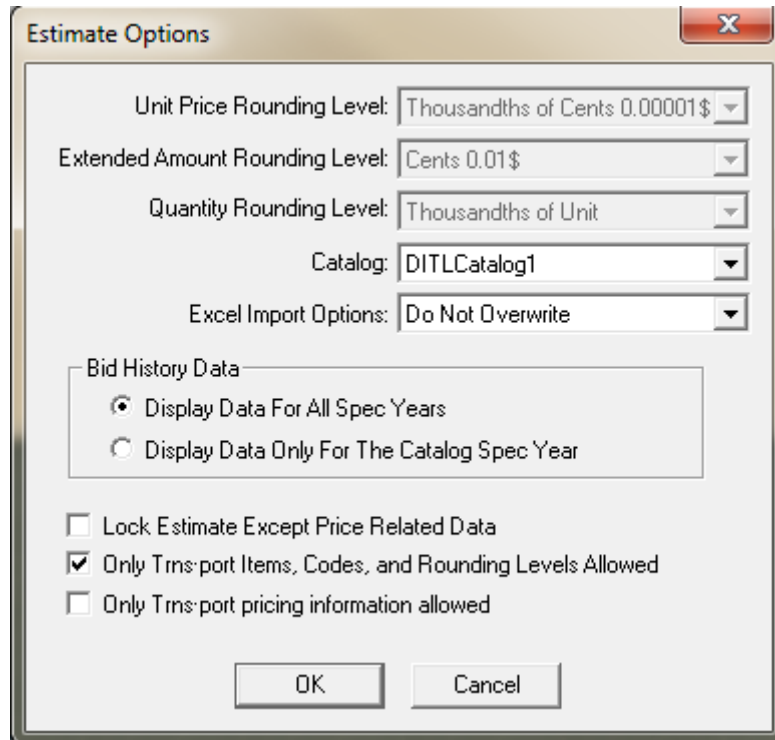 Estimate Options
Unit Price Rounding Level: Thousandths of Cents 0.00001$
Extended Amount Rounding Level: Cents 0.01$
Quantity Rounding Level: Thousandths of Unit
Catalog: DITLCatalog1
Excel Import Options: Do Not Overwrite
Bid History Data
Display Data For All Spec Years
Display Data Only For The Catalog Spec Year
Lock Estimate Except Price Related Data
Only Trns·port Items, Codes, and Rounding Levels Allowed
Only Trns·port pricing information allowed
OK Cancel